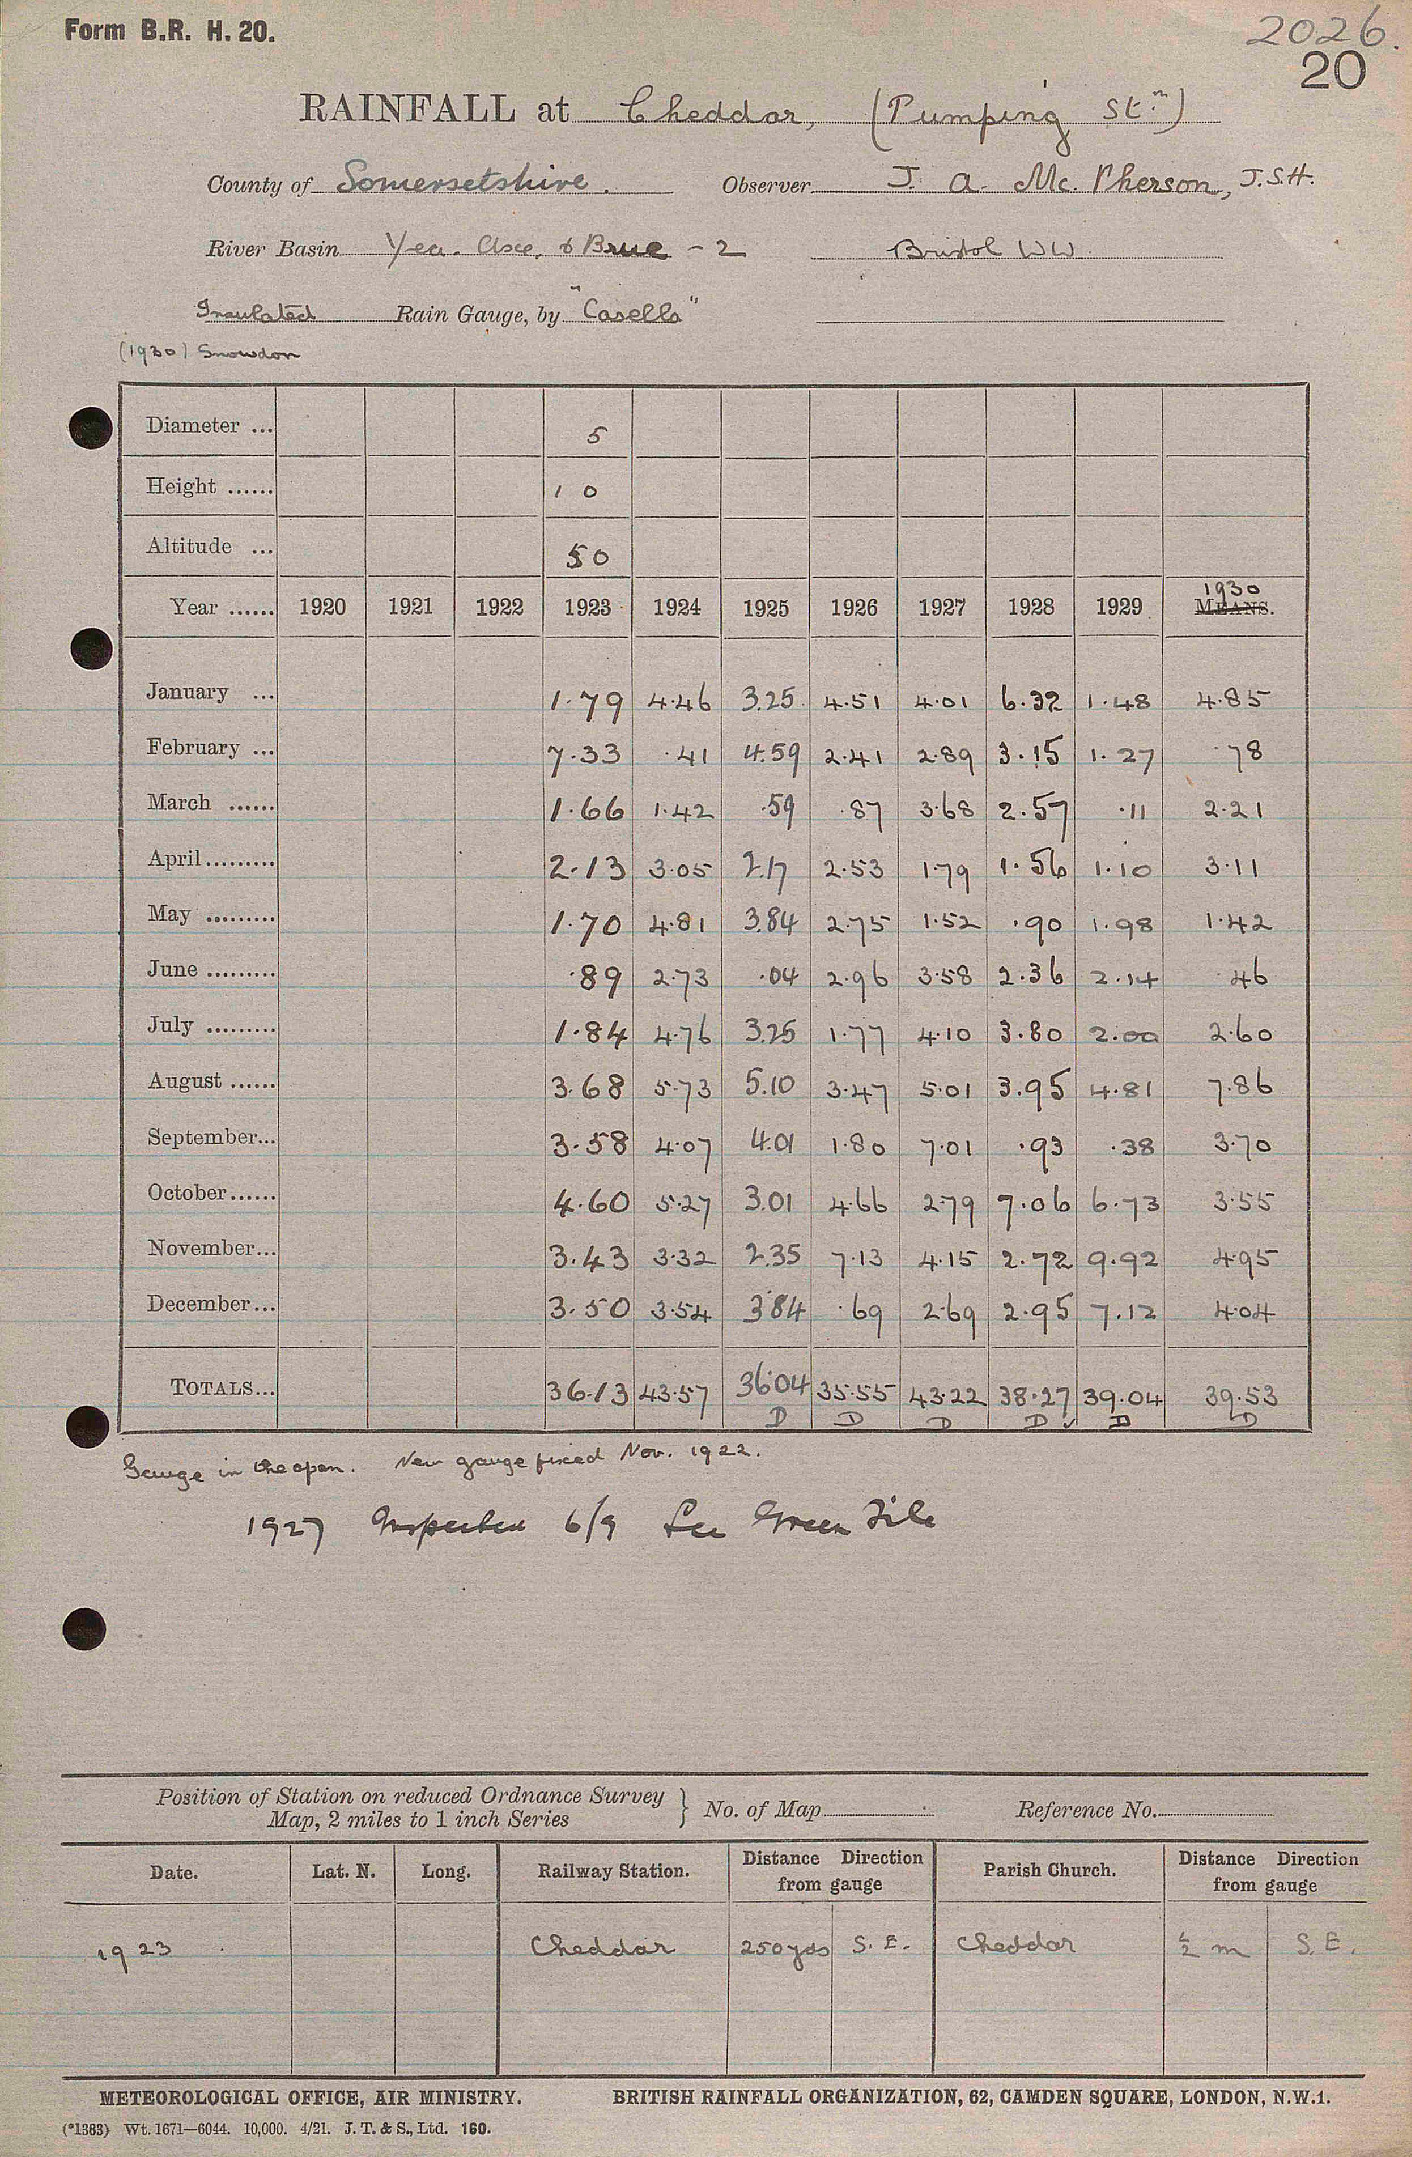 Form B.R. H. 20.
2026.
20
RAINFALL at Cheddar, (Pumping Stn.)
County of Somersetshire. Observer J. A. Mc. Pherson, J.S.H.
River Basin Yeo. Axe, & Brue - 2 Bristol WW.
Insulated Rain Gauge, by "Casella"
(1930) Snowdon
Diameter ... 5
Height ...... 1 0
Altitude ... 50
Year ...... 1920 1921 1922 1923 1924 1925 1926 1927 1928 1929 1930 MEANS.
January ... 1.79 4.46 3.25 4.51 4.01 6.32 1.48 4.85
February ... 7.33 .41 4.59 2.41 2.89 3.15 1.27 .78
March ...... 1.66 1.42 .59 .87 3.68 2.57 .11 2.21
April ......... 2.13 3.05 2.17 2.53 1.79 1.56 1.10 3.11
May ......... 1.70 4.81 3.84 2.75 1.52 .90 1.98 1.42
June ......... .89 2.73 .04 2.96 3.58 2.36 2.14 .46
July ......... 1.84 4.76 3.25 1.77 4.10 3.80 2.00 2.60
August ...... 3.68 5.73 5.10 3.47 5.01 3.95 4.81 7.86
September... 3.58 4.07 4.01 1.80 7.01 .93 .38 3.70
October...... 4.60 5.27 3.01 4.66 2.79 7.06 6.73 3.55
November... 3.43 3.32 2.35 7.13 4.15 2.72 9.92 4.95
December... 3.50 3.54 3.84 .69 2.69 2.95 7.12 4.04
TOTALS... 36.13 43.57 36.04 35.55 43.22 38.27 39.04 39.53
D D D D D D
Gauge in the open. New gauge fixed Nov. 1922.
1927 Inspected 6/9 See Green File
Position of Station on reduced Ordnance Survey
Map, 2 miles to 1 inch Series } No. of Map Reference No.
Date. Lat. N. Long. Railway Station. Distance Direction from gauge Parish Church. Distance Direction from gauge
1923 Cheddar 250 yds S. E. Cheddar ½ m S. E.
METEOROLOGICAL OFFICE, AIR MINISTRY. BRITISH RAINFALL ORGANIZATION, 62, CAMDEN SQUARE, LONDON, N.W.1.
(*1383) Wt. 1671—6044. 10,000. 4/21. J. T. & S., Ltd. 160.